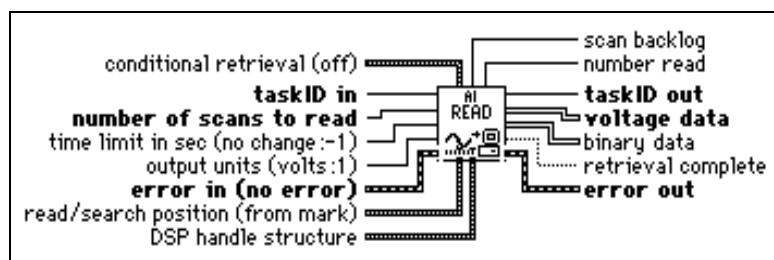 scan backlog
conditional retrieval (off)
number read
taskID in
AI
READ
taskID out
number of scans to read
voltage data
time limit in sec (no change:-1)
binary data
output units (volts:1)
retrieval complete
error in (no error)
error out
read/search position (from mark)
DSP handle structure